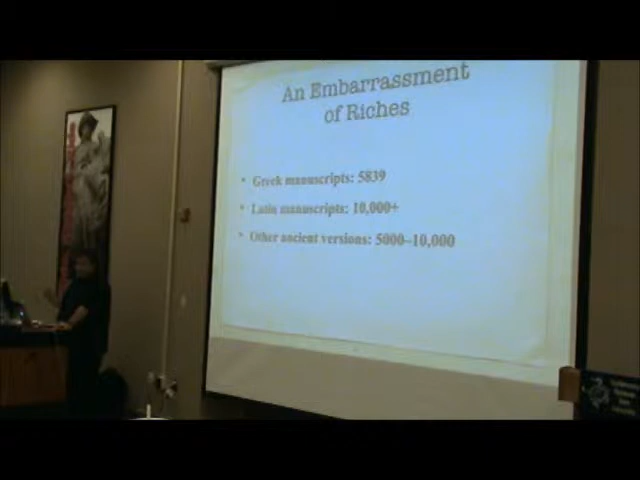 An Embarrassment
of Riches
• Greek manuscripts: 5839
• Latin manuscripts: 10,000+
• Other ancient versions: 5000–10,000